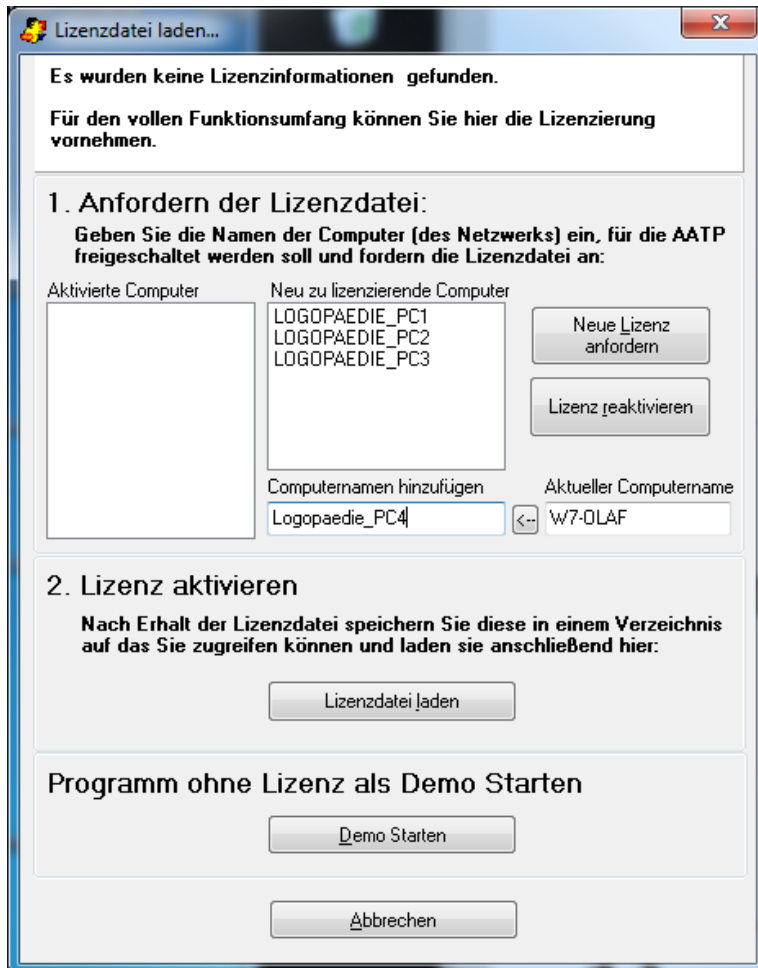 Lizenzdatei laden...
Es wurden keine Lizenzinformationen gefunden.
Für den vollen Funktionsumfang können Sie hier die Lizenzierung
vornehmen.
1. Anfordern der Lizenzdatei:
Geben Sie die Namen der Computer (des Netzwerks) ein, für die AATP
freigeschaltet werden soll und fordern die Lizenzdatei an:
Aktivierte Computer
Neu zu lizenzierende Computer
LOGOPAEDIE_PC1
LOGOPAEDIE_PC2
LOGOPAEDIE_PC3
Neue Lizenz
anfordern
Lizenz reaktivieren
Computernamen hinzufügen
Aktueller Computername
Logopaedie_PC4
<--
W7-OLAF
2. Lizenz aktivieren
Nach Erhalt der Lizenzdatei speichern Sie diese in einem Verzeichnis
auf das Sie zugreifen können und laden sie anschließend hier:
Lizenzdatei laden
Programm ohne Lizenz als Demo Starten
Demo Starten
Abbrechen